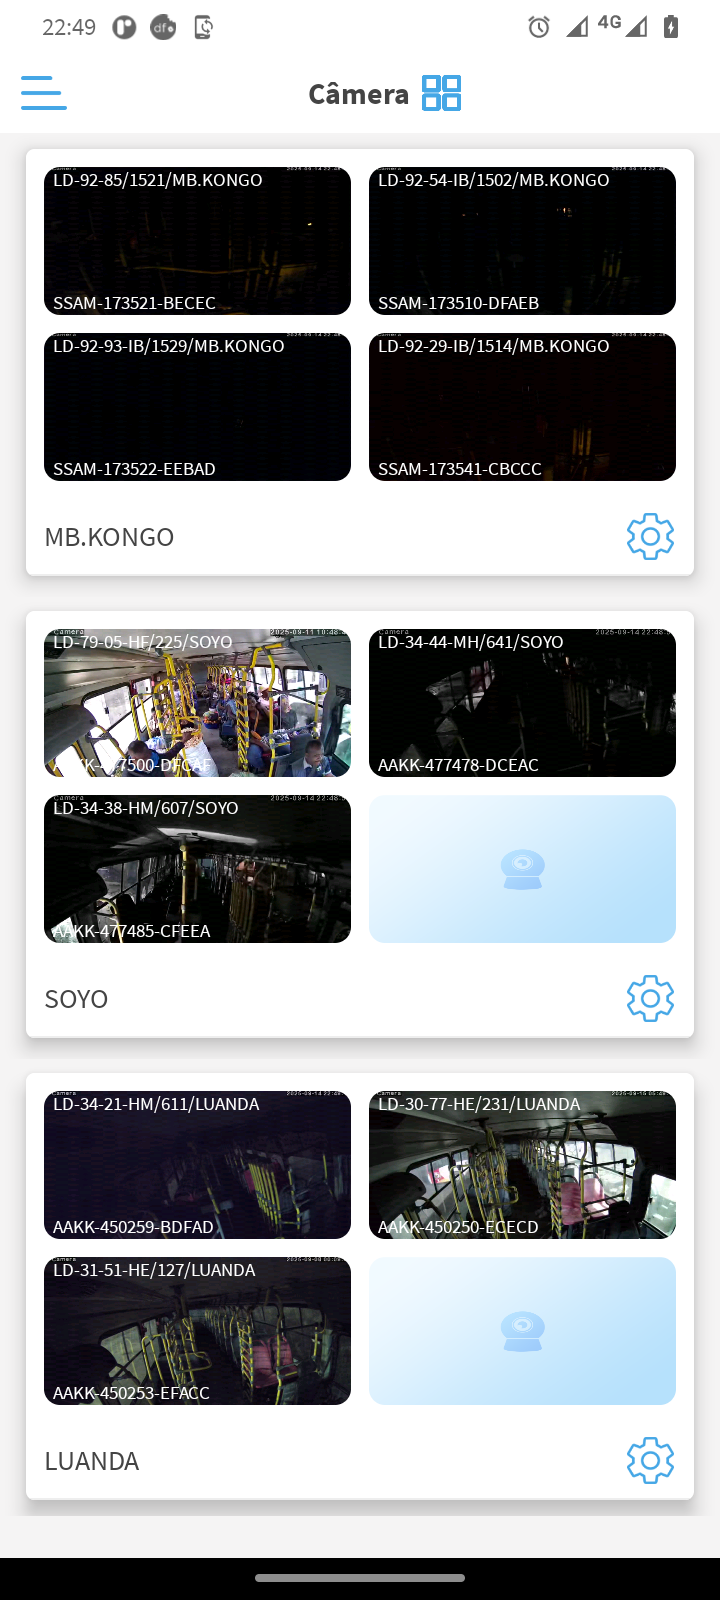 22:49
df
4G
Câmera
LD-92-85/1521/MB.KONGO
SSAM-173521-BECEC
LD-92-54-IB/1502/MB.KONGO
SSAM-173510-DFAEB
LD-92-93-IB/1529/MB.KONGO
SSAM-173522-EEBAD
LD-92-29-IB/1514/MB.KONGO
SSAM-173541-CBCCC
MB.KONGO
Camera
LD-79-05-HF/225/SOYO
Camera
LD-34-44-MH/641/SOYO
AAKK-477478-DCEAC
Camera
LD-34-38-HM/607/SOYO
AAKK-477485-CFEEA
SOYO
LD-34-21-HM/611/LUANDA
AAKK-450259-BDFAD
LD-30-77-HE/231/LUANDA
AAKK-450250-ECECD
LD-31-51-HE/127/LUANDA
AAKK-450253-EFACC
LUANDA